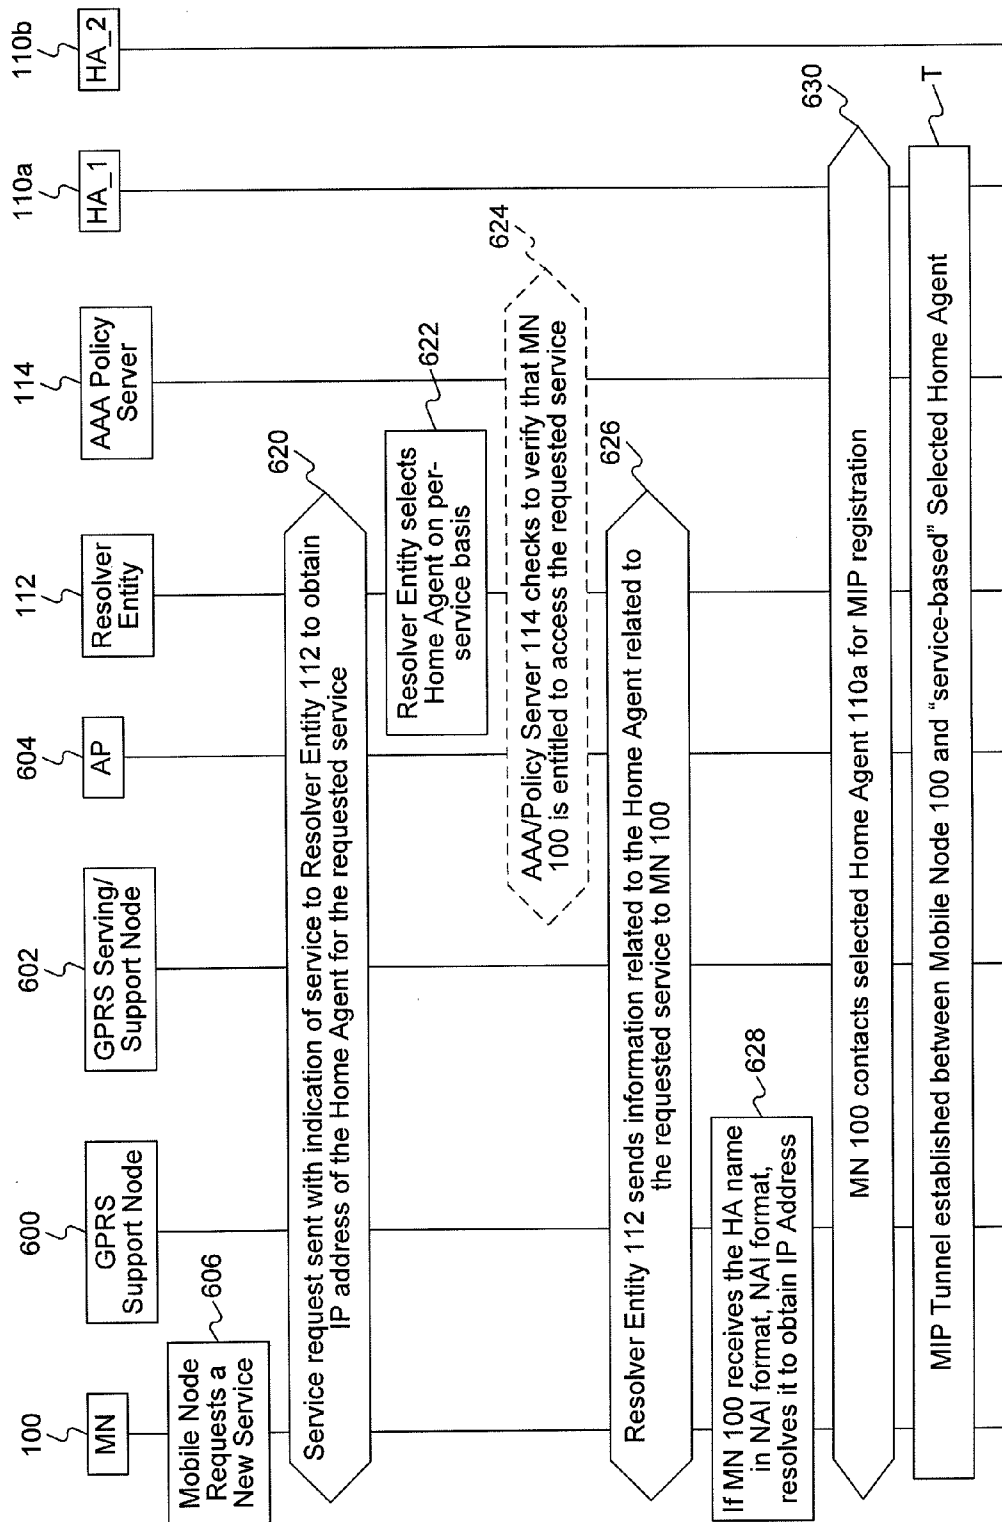 100
600
602
604
112
114
110a
110b
MN
GPRS
Support Node
GPRS Serving/
Support Node
AP
Resolver
Entity
AAA Policy
Server
HA_1
HA_2
606
Mobile Node
Requests a
New Service
620
Service request sent with indication of service to Resolver Entity 112 to obtain
IP address of the Home Agent for the requested service
622
Resolver Entity selects
Home Agent on per-
service basis
624
AAA/Policy Server 114 checks to verify that MN
100 is entitled to access the requested service
626
Resolver Entity 112 sends information related to the Home Agent related to
the requested service to MN 100
628
If MN 100 receives the HA name
in NAI format, NAI format,
resolves it to obtain IP Address
630
MN 100 contacts selected Home Agent 110a for MIP registration
T
MIP Tunnel established between Mobile Node 100 and “service-based” Selected Home Agent